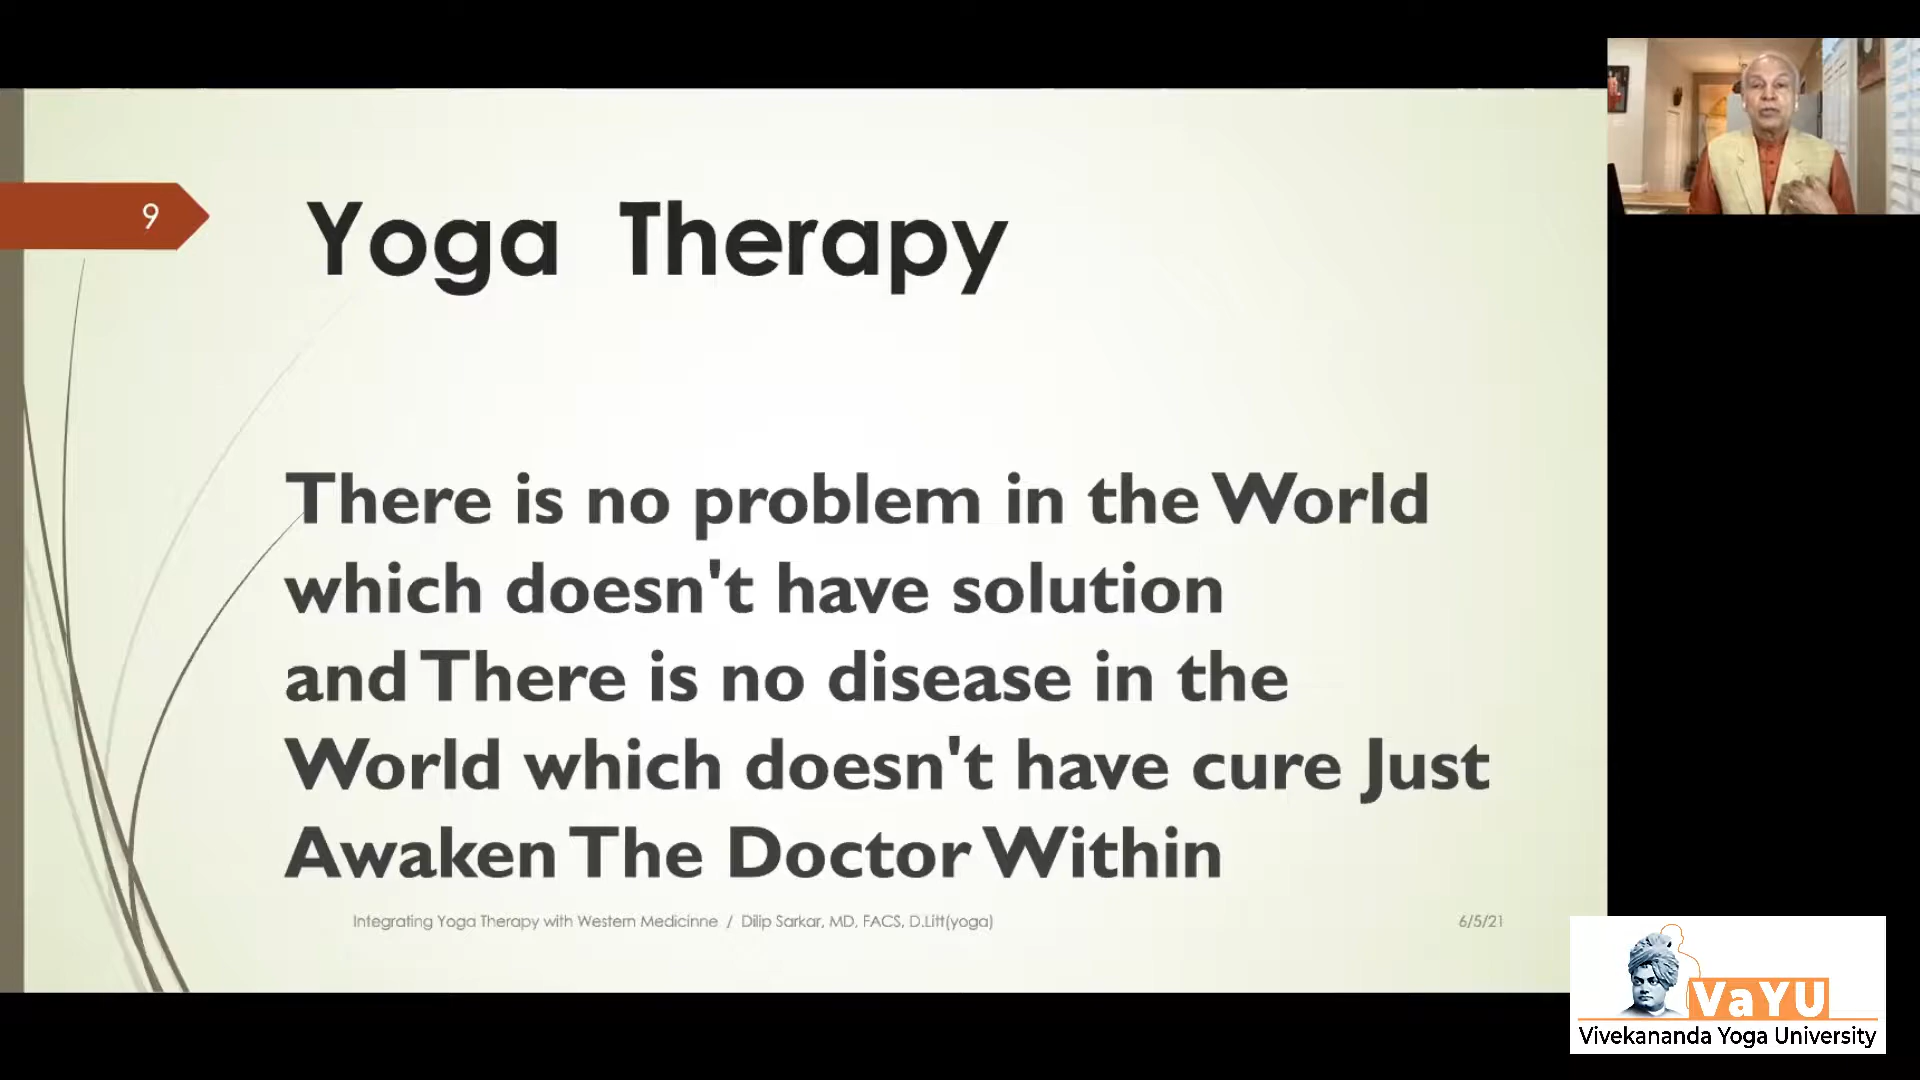 9
Yoga Therapy
There is no problem in the World
which doesn't have solution
and There is no disease in the
World which doesn't have cure Just
Awaken The Doctor Within
Integrating Yoga Therapy with Western Medicinne / Dilip Sarkar, MD, FACS, D.Litt(yoga)
6/5/21
VaYU
Vivekananda Yoga University